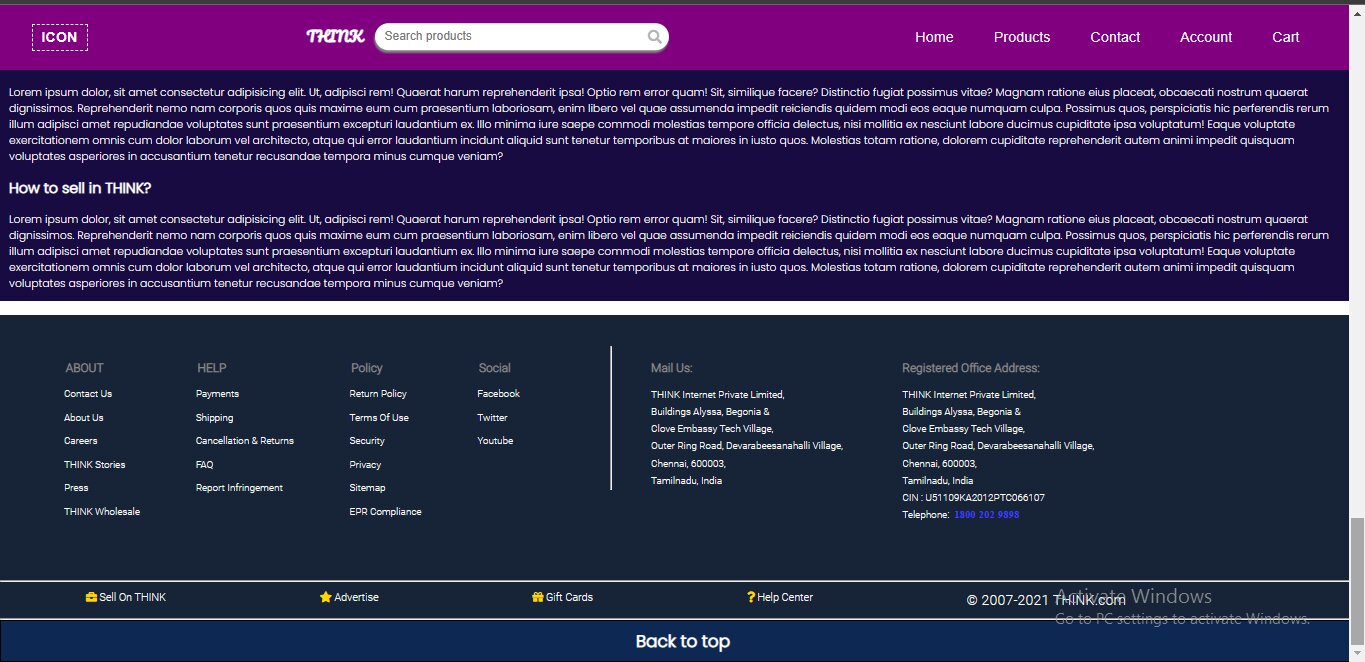 ICON
THINK
Search products
Home
Products
Contact
Account
Cart
Lorem ipsum dolor, sit amet consectetur adipisicing elit. Ut, adipisci rem! Quaerat harum reprehenderit ipsa! Optio rem error quam! Sit, similique facere? Distinctio fugiat possimus vitae? Magnam ratione eius placeat, obcaecati nostrum quaerat
dignissimos. Reprehenderit nemo nam corporis quos quis maxime eum cum praesentium laboriosam, enim libero vel quae assumenda impedit reiciendis quidem modi eos eaque numquam culpa. Possimus quos, perspiciatis hic perferendis rerum
illum adipisci amet repudiandae voluptates sunt praesentium excepturi laudantium ex. Illo minima iure saepe commodi molestias tempore officia delectus, nisi mollitia ex nesciunt labore ducimus cupiditate ipsa voluptatum! Eaque voluptate
exercitationem omnis cum dolor laborum vel architecto, atque qui error laudantium incidunt aliquid sunt tenetur temporibus at maiores in iusto quos. Molestias totam ratione, dolorem cupiditate reprehenderit autem animi impedit quisquam
voluptates asperiores in accusantium tenetur recusandae tempora minus cumque veniam?
How to sell in THINK?
Lorem ipsum dolor, sit amet consectetur adipisicing elit. Ut, adipisci rem! Quaerat harum reprehenderit ipsa! Optio rem error quam! Sit, similique facere? Distinctio fugiat possimus vitae? Magnam ratione eius placeat, obcaecati nostrum quaerat
dignissimos. Reprehenderit nemo nam corporis quos quis maxime eum cum praesentium laboriosam, enim libero vel quae assumenda impedit reiciendis quidem modi eos eaque numquam culpa. Possimus quos, perspiciatis hic perferendis rerum
illum adipisci amet repudiandae voluptates sunt praesentium excepturi laudantium ex. Illo minima iure saepe commodi molestias tempore officia delectus, nisi mollitia ex nesciunt labore ducimus cupiditate ipsa voluptatum! Eaque voluptate
exercitationem omnis cum dolor laborum vel architecto, atque qui error laudantium incidunt aliquid sunt tenetur temporibus at maiores in iusto quos. Molestias totam ratione, dolorem cupiditate reprehenderit autem animi impedit quisquam
voluptates asperiores in accusantium tenetur recusandae tempora minus cumque veniam?
ABOUT
Contact Us
About Us
Careers
THINK Stories
Press
THINK Wholesale
HELP
Payments
Shipping
Cancellation & Returns
FAQ
Report Infringement
Policy
Return Policy
Terms Of Use
Security
Privacy
Sitemap
EPR Compliance
Social
Facebook
Twitter
Youtube
Mail Us:
THINK Internet Private Limited,
Buildings Alyssa, Begonia &
Clove Embassy Tech Village,
Outer Ring Road, Devarabeesanahalli Village,
Chennai, 600003,
Tamilnadu, India
Registered Office Address:
THINK Internet Private Limited,
Buildings Alyssa, Begonia &
Clove Embassy Tech Village,
Outer Ring Road, Devarabeesanahalli Village,
Chennai, 600003,
Tamilnadu, India
CIN : U51109KA2012PTC066107
Telephone: 1800 202 9898
Sell On THINK
Advertise
Gift Cards
Help Center
© 2007-2021 THINK.com
Activate Windows
Go to PC settings to activate Windows.
Back to top